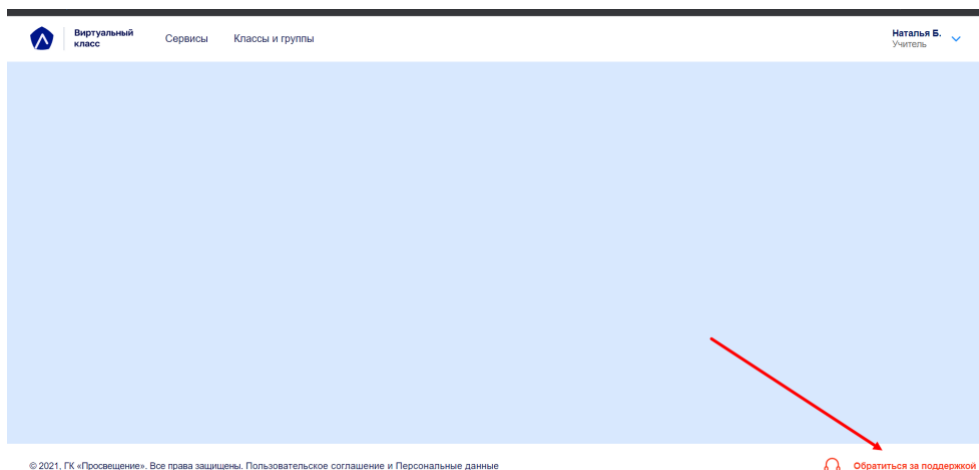 Виртуальный
класс
Сервисы
Классы и группы
Наталья Б.
Учитель
© 2021, ГК «Просвещение». Все права защищены. Пользовательское соглашение и Персональные данные
Обратиться за поддержкой